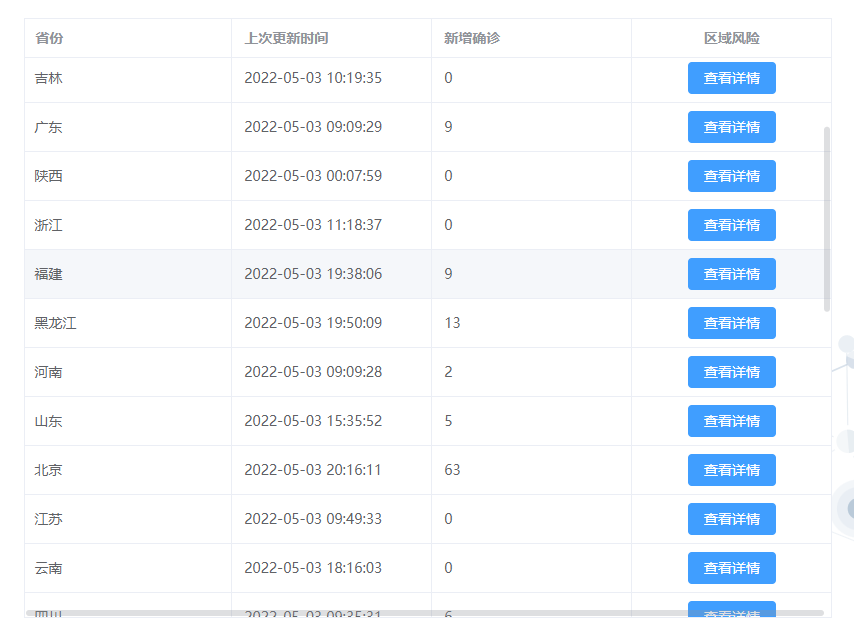 省份 上次更新时间 新增确诊 区域风险
吉林 2022-05-03 10:19:35 0 查看详情
广东 2022-05-03 09:09:29 9 查看详情
陕西 2022-05-03 00:07:59 0 查看详情
浙江 2022-05-03 11:18:37 0 查看详情
福建 2022-05-03 19:38:06 9 查看详情
黑龙江 2022-05-03 19:50:09 13 查看详情
河南 2022-05-03 09:09:28 2 查看详情
山东 2022-05-03 15:35:52 5 查看详情
北京 2022-05-03 20:16:11 63 查看详情
江苏 2022-05-03 09:49:33 0 查看详情
云南 2022-05-03 18:16:03 0 查看详情
四川 2022-05-03 09:35:31 6 查看详情